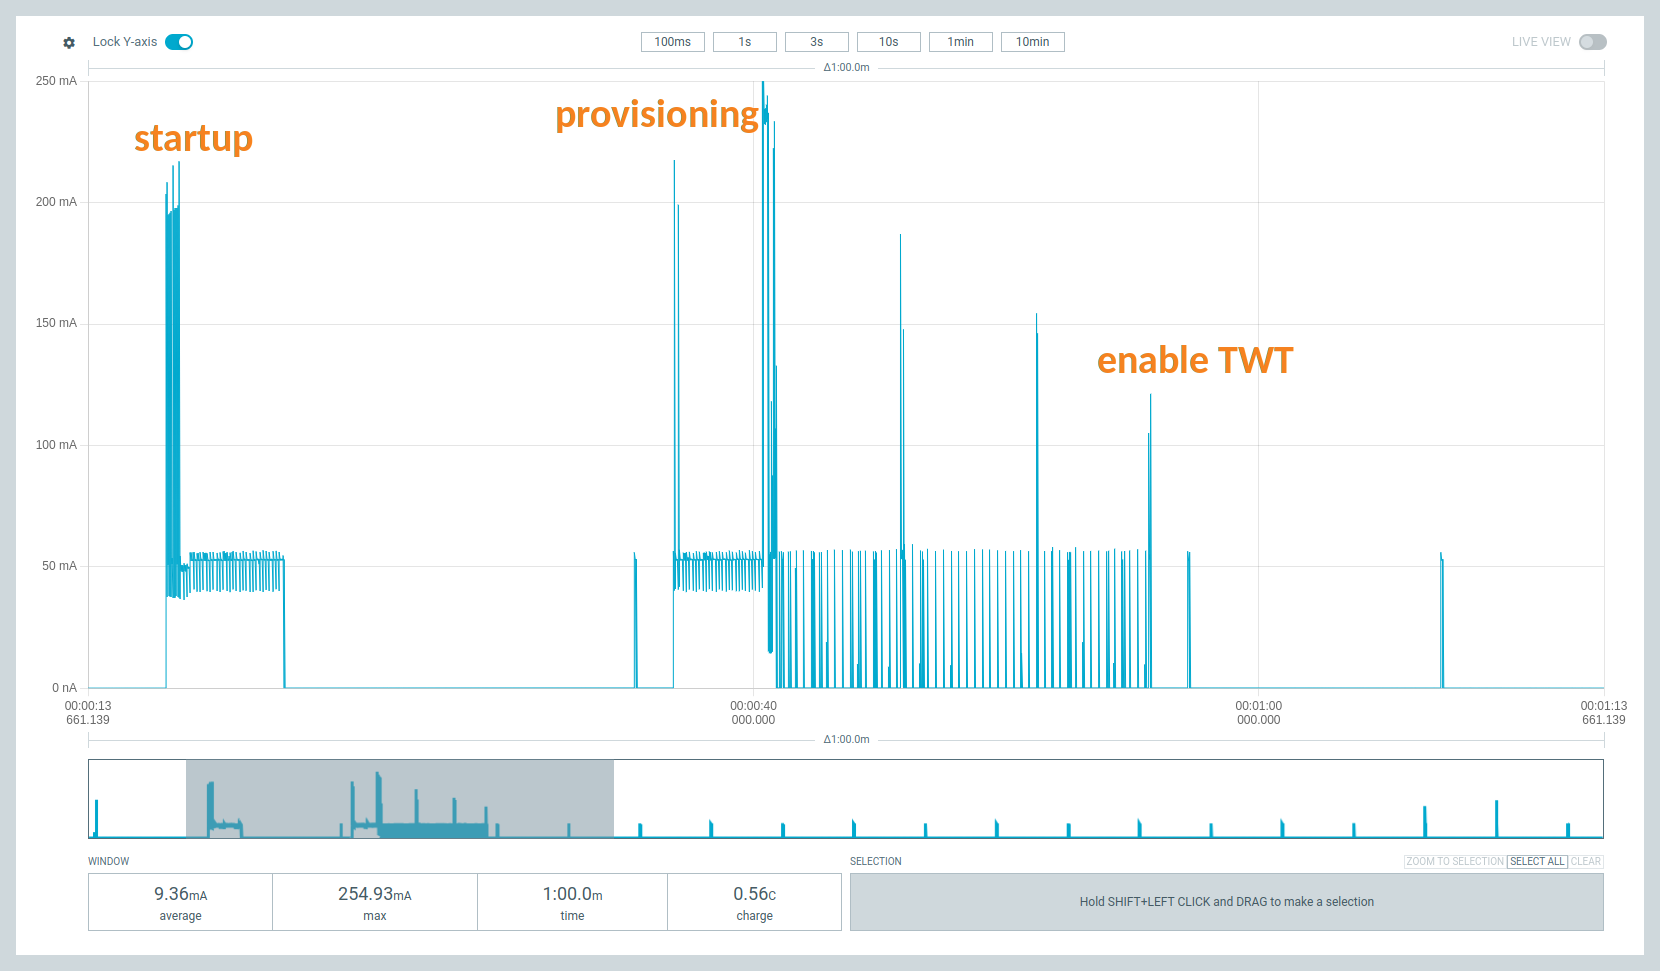 Lock Y-axis
100ms 1s 3s 10s 1min 10min
LIVE VIEW
Δ1:00.0m
250 mA
200 mA
150 mA
100 mA
50 mA
0 nA
startup
provisioning
enable TWT
00:00:13 00:00:40 00:01:00 00:01:13
661.139 000.000 000.000 661.139
Δ1:00.0m
WINDOW
9.36mA 254.93mA 1:00.0m 0.56C
average max time charge
SELECTION
ZOOM TO SELECTION SELECT ALL CLEAR
Hold SHIFT+LEFT CLICK and DRAG to make a selection